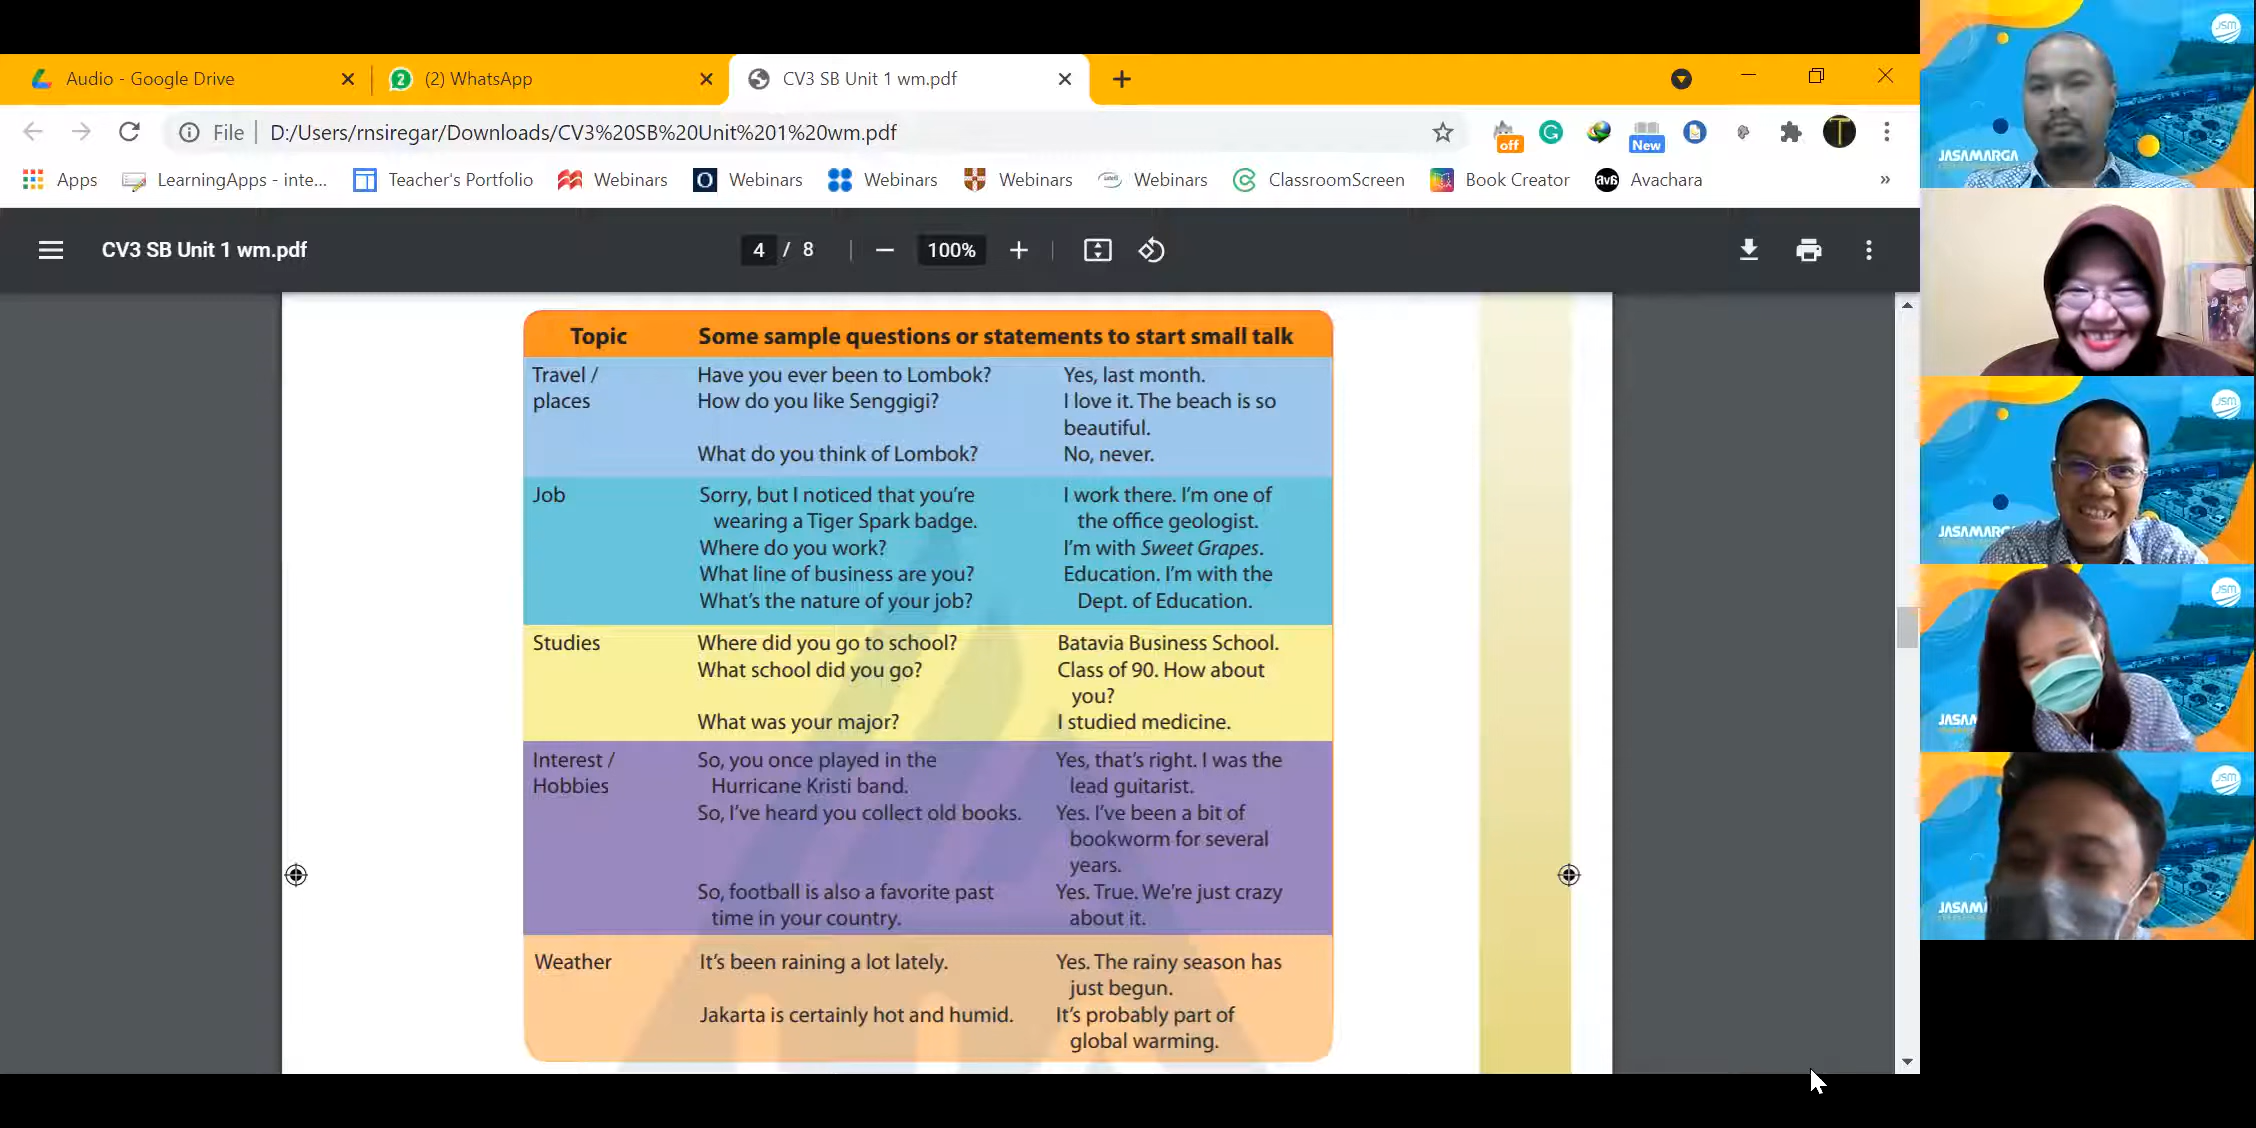 Audio - Google Drive
(2) WhatsApp
CV3 SB Unit 1 wm.pdf
File
D:/Users/rnsiregar/Downloads/CV3%20SB%20Unit%201%20wm.pdf
off
New
T
Apps
LearningApps - inte...
Teacher's Portfolio
Webinars
Webinars
Webinars
Webinars
Webinars
ClassroomScreen
Book Creator
Avachara
»
CV3 SB Unit 1 wm.pdf
4 / 8
100%
Topic Some sample questions or statements to start small talk
Travel / Have you ever been to Lombok? Yes, last month.
places How do you like Senggigi? I love it. The beach is so
beautiful.
What do you think of Lombok? No, never.
Job Sorry, but I noticed that you're I work there. I'm one of
wearing a Tiger Spark badge. the office geologist.
Where do you work? I'm with Sweet Grapes.
What line of business are you? Education. I'm with the
What's the nature of your job? Dept. of Education.
Studies Where did you go to school? Batavia Business School.
What school did you go? Class of 90. How about
you?
What was your major? I studied medicine.
Interest / So, you once played in the Yes, that's right. I was the
Hobbies Hurricane Kristi band. lead guitarist.
So, I've heard you collect old books. Yes. I've been a bit of
bookworm for several
years.
So, football is also a favorite past Yes. True. We're just crazy
time in your country. about it.
Weather It's been raining a lot lately. Yes. The rainy season has
just begun.
Jakarta is certainly hot and humid. It's probably part of
global warming.
JSM
JASAMARGA
JSM
JASAMARG
JSM
JASAM
JSM
JASAM